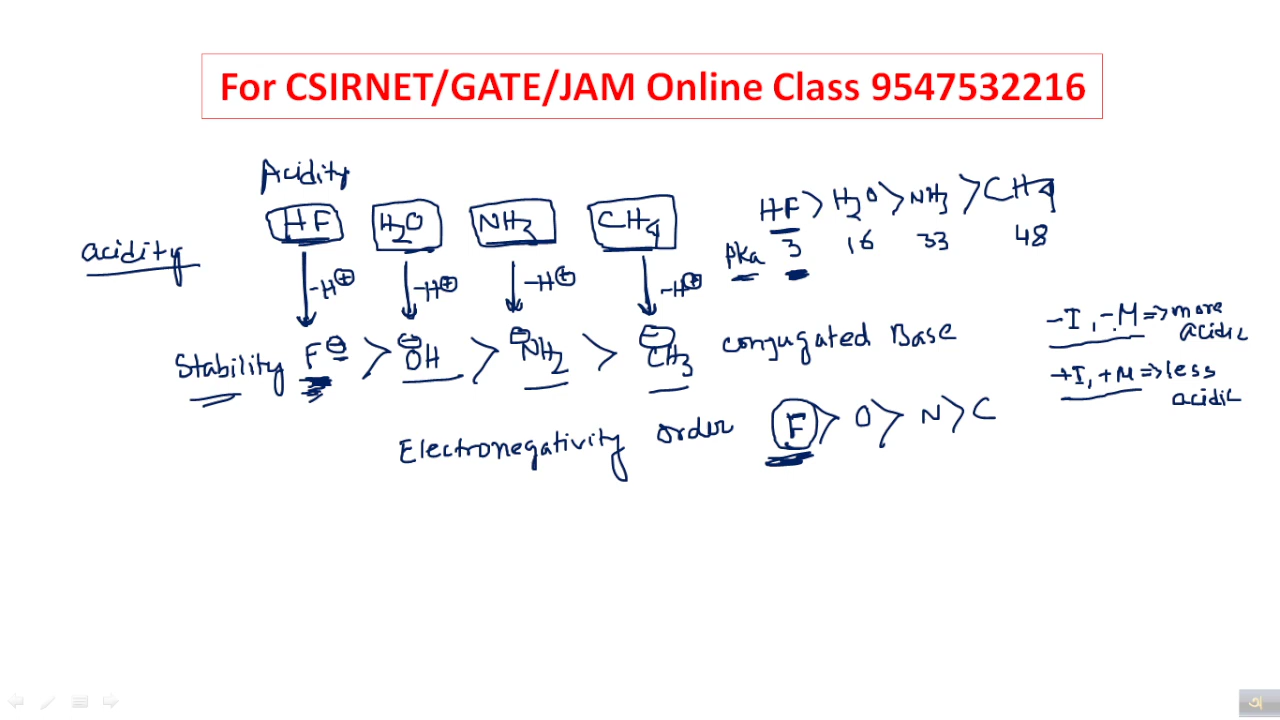 For CSIRNET/GATE/JAM Online Class 9547532216
Acidity
acidity HF H2O NH3 CH4
HF > H2O > NH3 > CH4
pKa 3 16 33 48
-H⊕ -H⊕ -H⊕ -H⊕
Stability F⊖ > ⊖OH > ⊖NH2 > ⊖CH3 conjugated Base
-I, -M ⇒ more acidic
+I, +M ⇒ less acidic
Electronegativity order F > O > N > C
অ